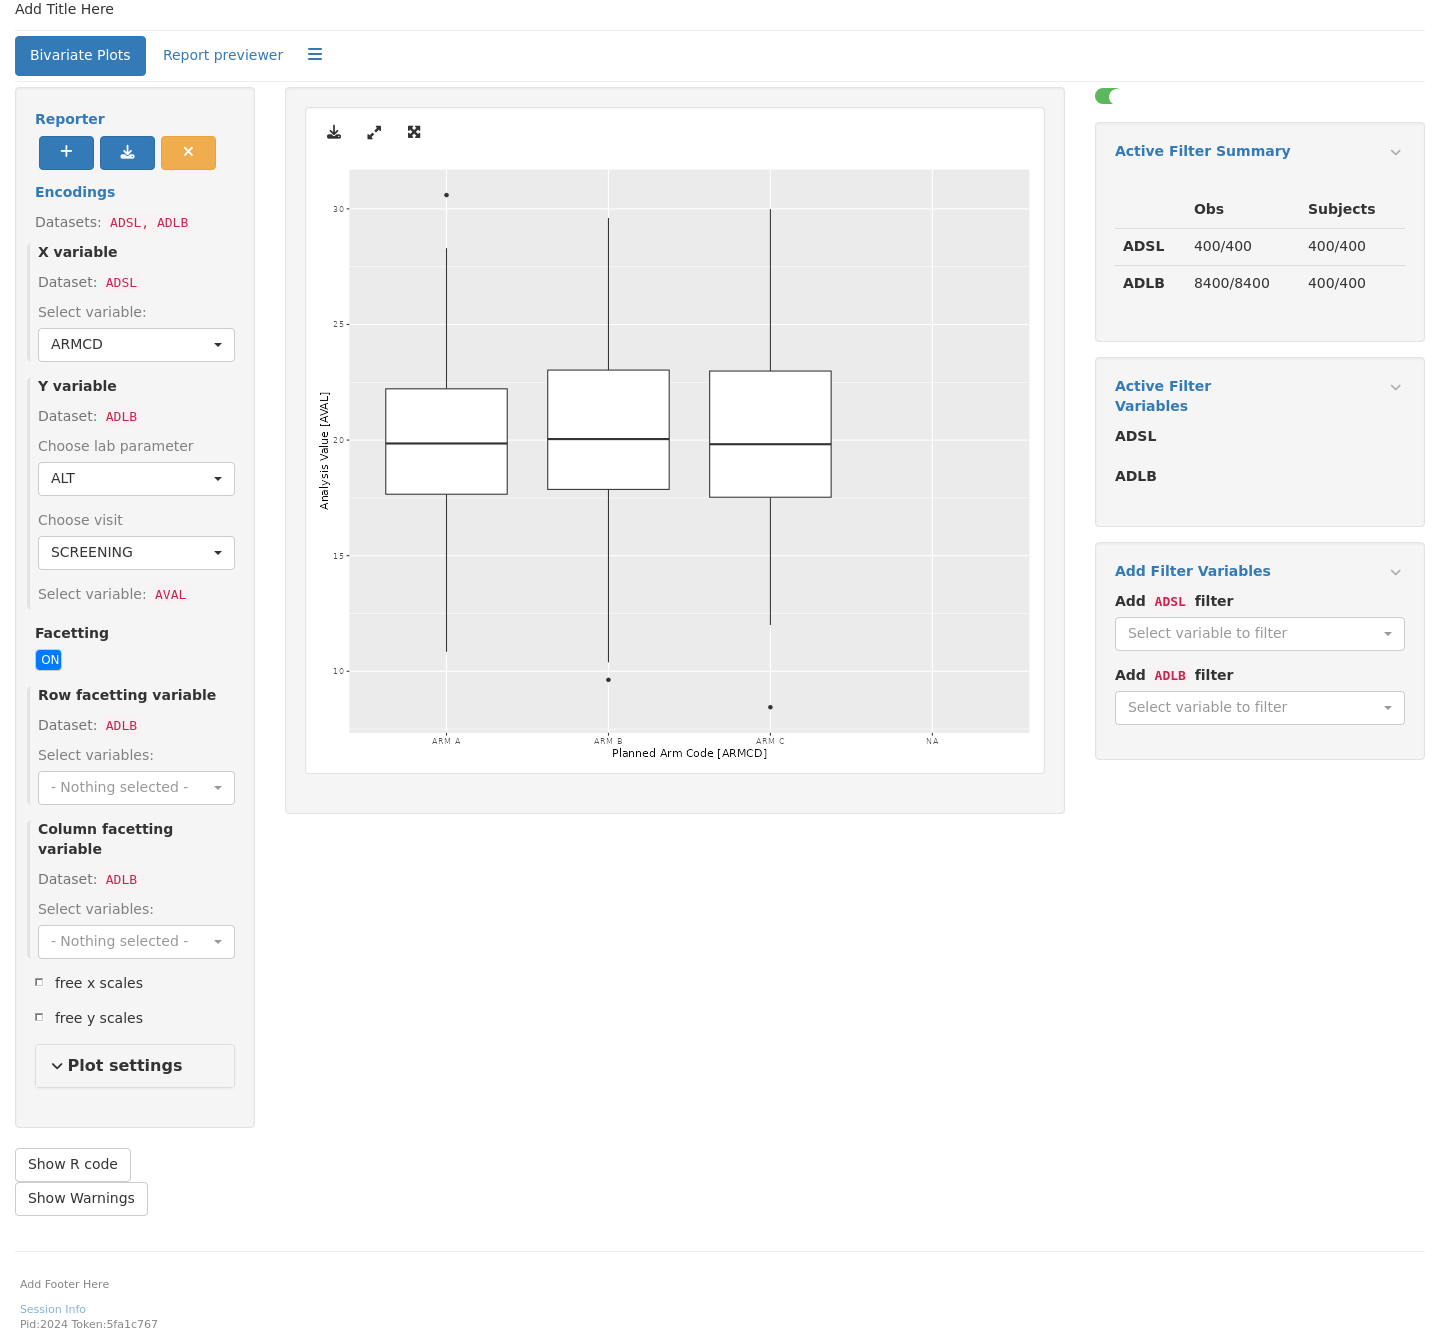 Add Title Here
Bivariate Plots
Report previewer
Reporter
Encodings
Datasets: ADSL, ADLB
X variable
Dataset: ADSL
Select variable:
ARMCD
Y variable
Dataset: ADLB
Choose lab parameter
ALT
Choose visit
SCREENING
Select variable: AVAL
Facetting
ON
Row facetting variable
Dataset: ADLB
Select variables:
- Nothing selected -
Column facetting
variable
Dataset: ADLB
Select variables:
- Nothing selected -
free x scales
free y scales
Plot settings
Show R code
Show Warnings
30
25
20
15
10
Analysis Value [AVAL]
ARM A
ARM B
ARM C
NA
Planned Arm Code [ARMCD]
Active Filter Summary
Obs Subjects
ADSL 400/400 400/400
ADLB 8400/8400 400/400
Active Filter
Variables
ADSL
ADLB
Add Filter Variables
Add ADSL filter
Select variable to filter
Add ADLB filter
Select variable to filter
Add Footer Here
Session Info
Pid:2024 Token:5fa1c767